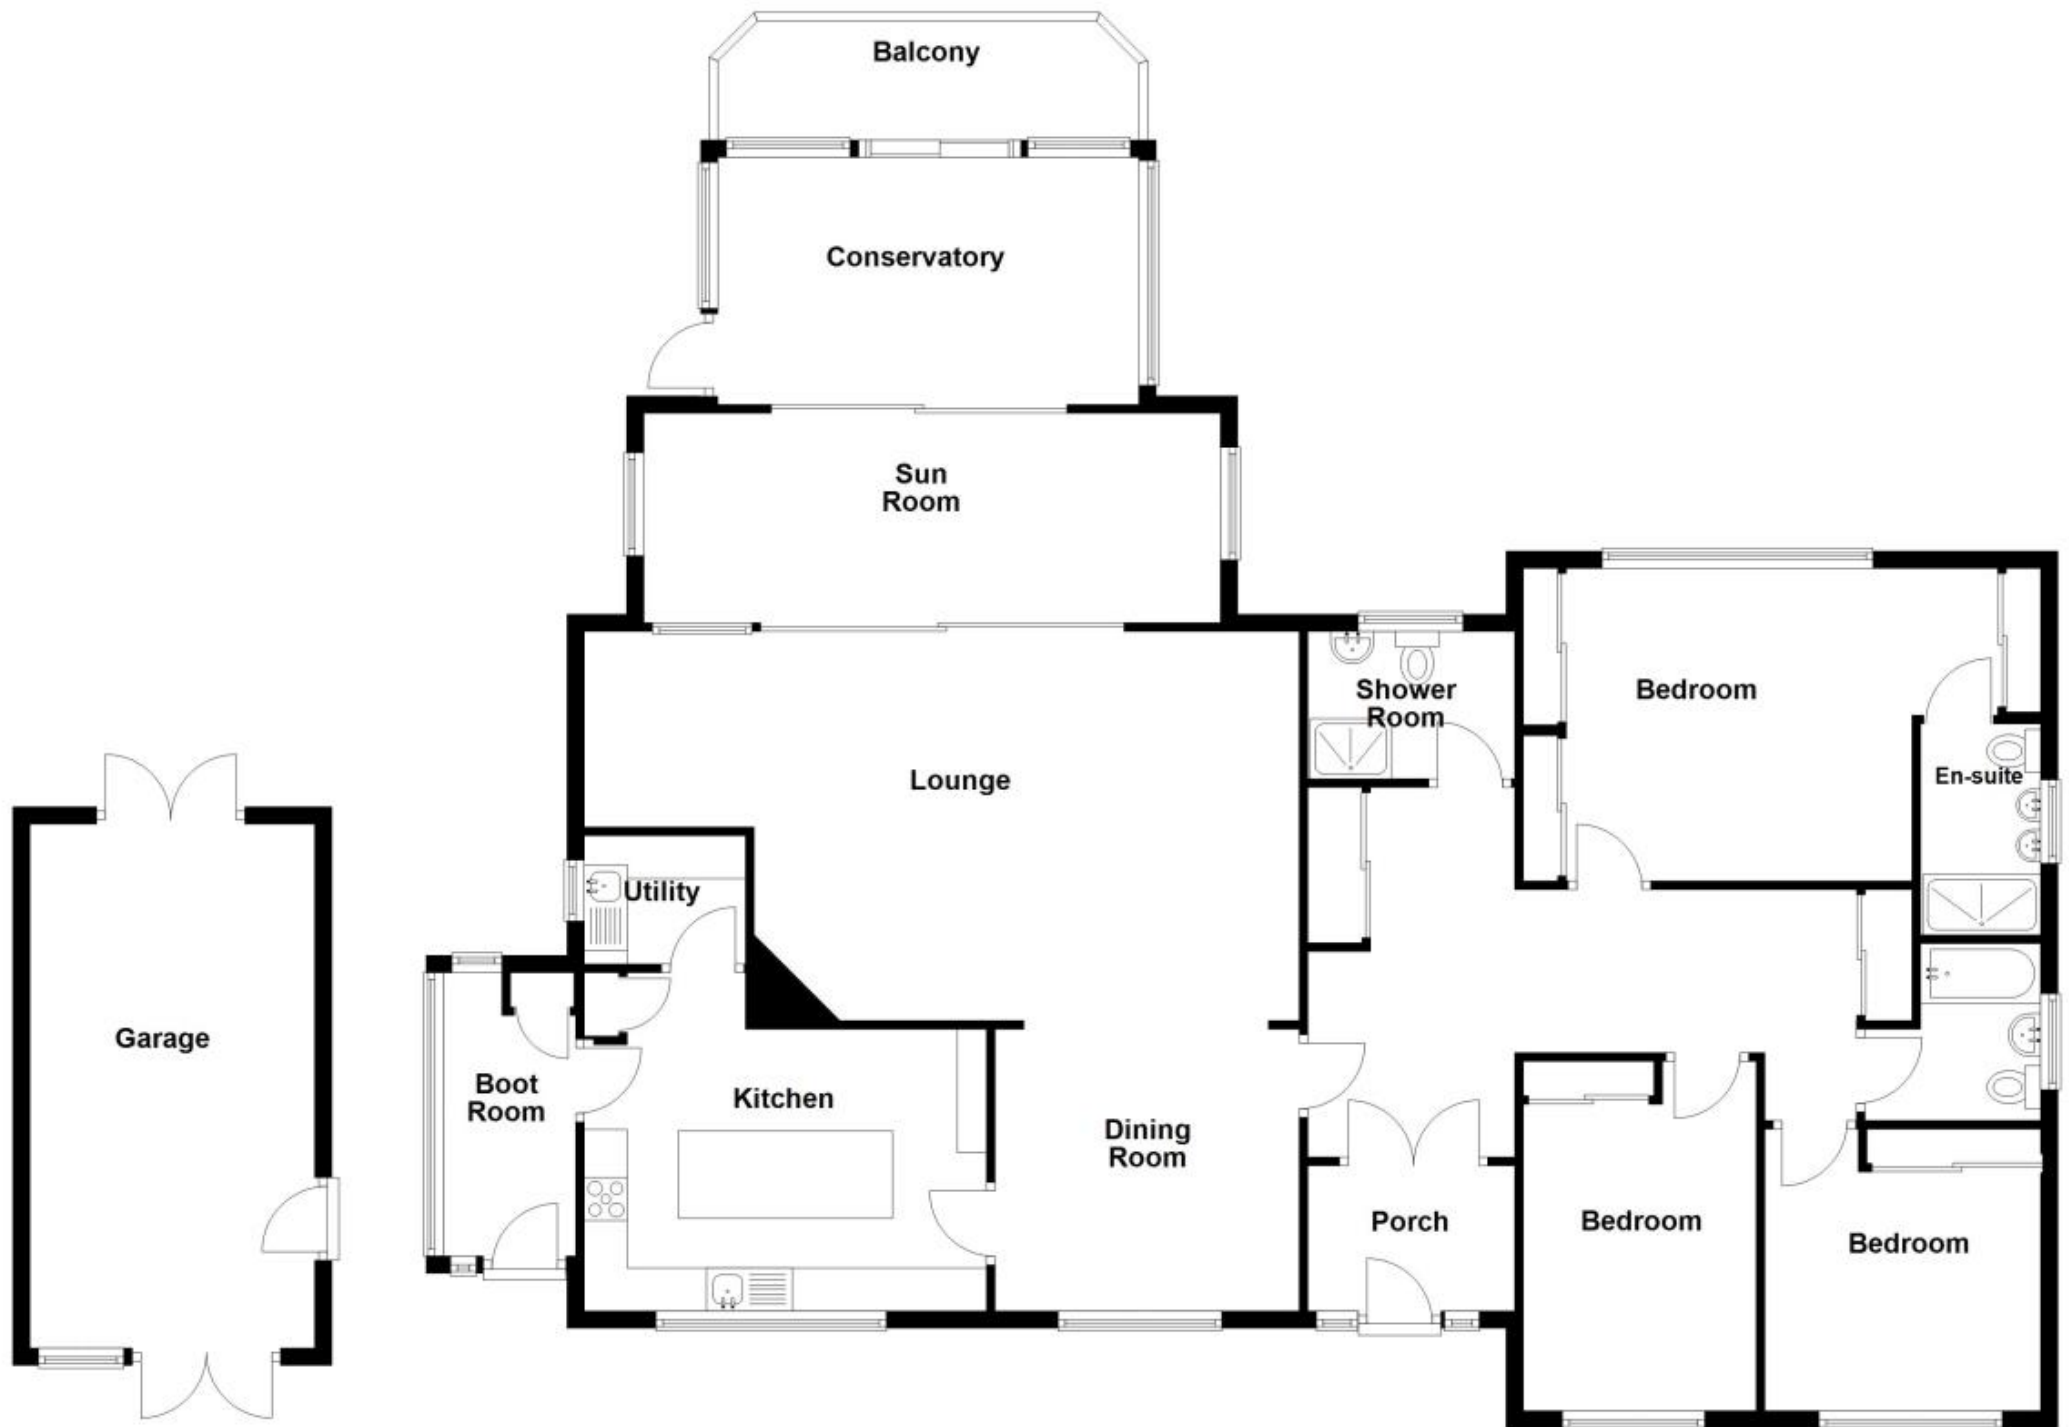 Balcony
Conservatory
Sun
Room
Shower
Room
Bedroom
Lounge
En-suite
Utility
Garage
Boot
Room
Kitchen
Dining
Room
Porch
Bedroom
Bedroom